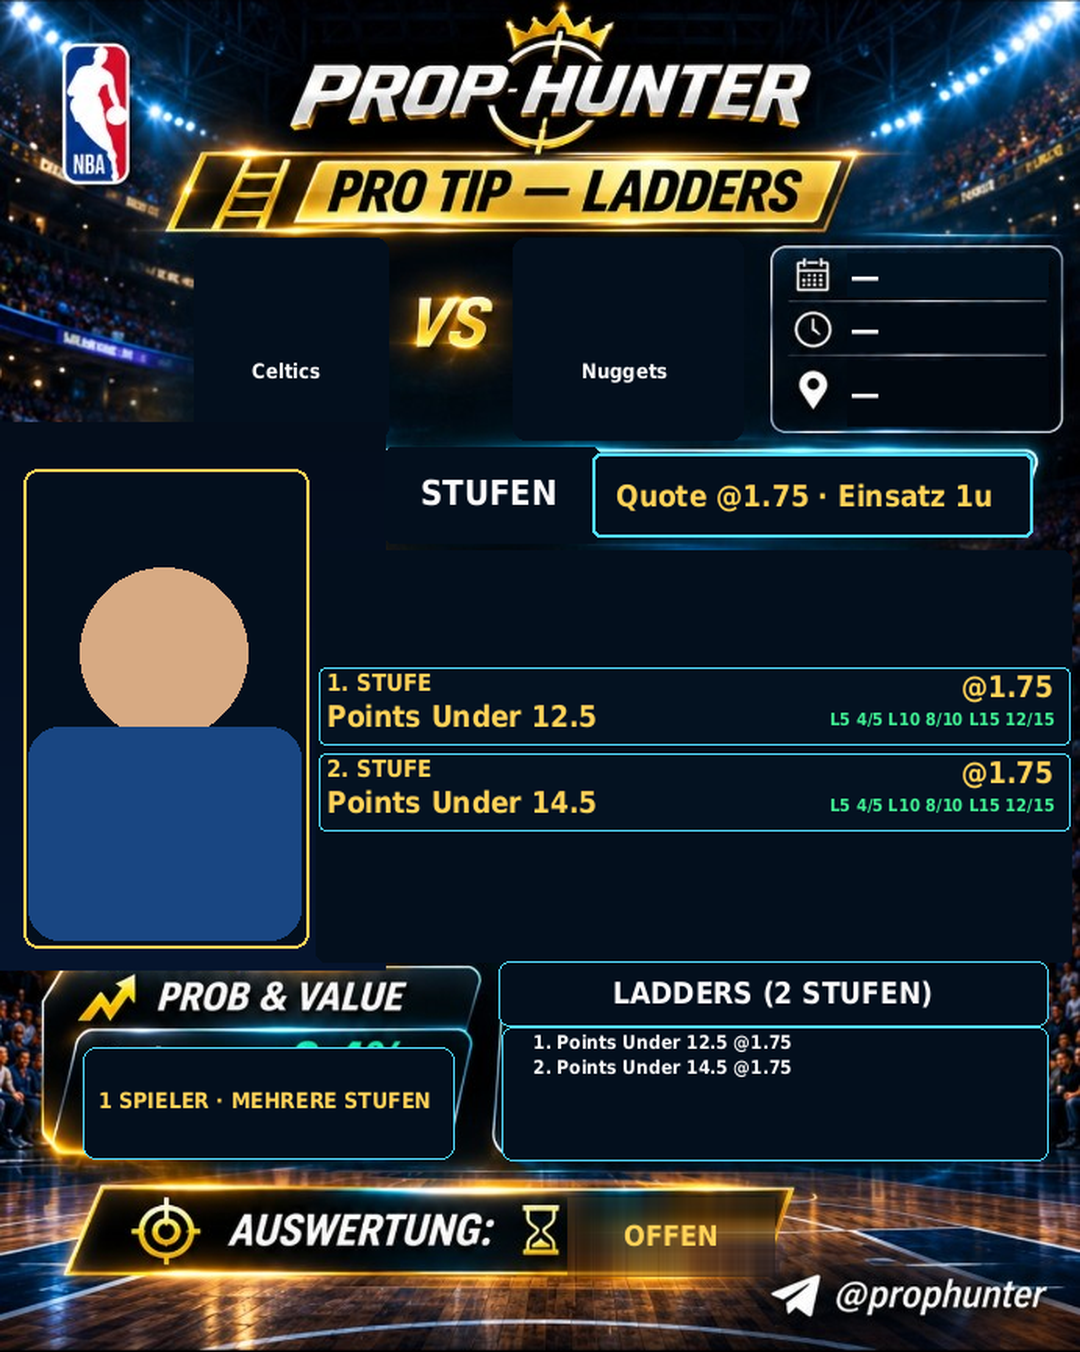 PROP-HUNTER
NBA
PRO TIP — LADDERS
VS
Celtics
Nuggets
—
—
—
STUFEN
Quote @1.75 · Einsatz 1u
1. STUFE
@1.75
Points Under 12.5
L5 4/5 L10 8/10 L15 12/15
2. STUFE
@1.75
Points Under 14.5
L5 4/5 L10 8/10 L15 12/15
PROB & VALUE
1 SPIELER · MEHRERE STUFEN
LADDERS (2 STUFEN)
1. Points Under 12.5 @1.75
2. Points Under 14.5 @1.75
AUSWERTUNG:
OFFEN
@prophunter